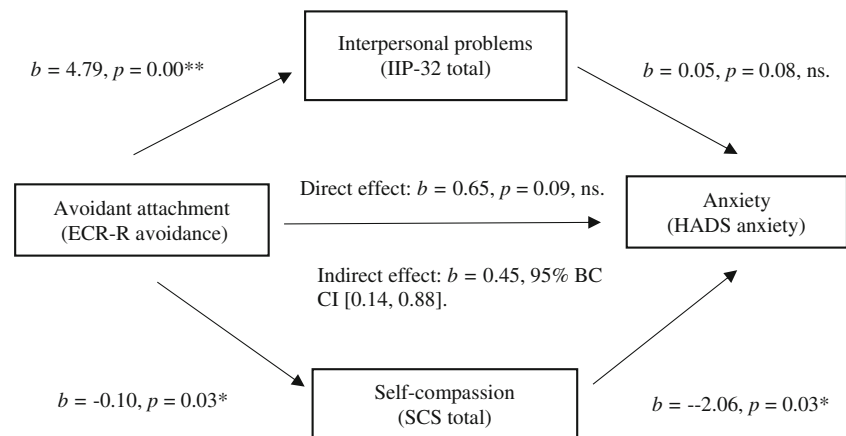 Interpersonal problems
(IIP-32 total)
b = 4.79, p = 0.00**
b = 0.05, p = 0.08, ns.
Avoidant attachment
(ECR-R avoidance)
Direct effect: b = 0.65, p = 0.09, ns.
Anxiety
(HADS anxiety)
Indirect effect: b = 0.45, 95% BC
CI [0.14, 0.88].
b = -0.10, p = 0.03*
Self-compassion
(SCS total)
b = --2.06, p = 0.03*